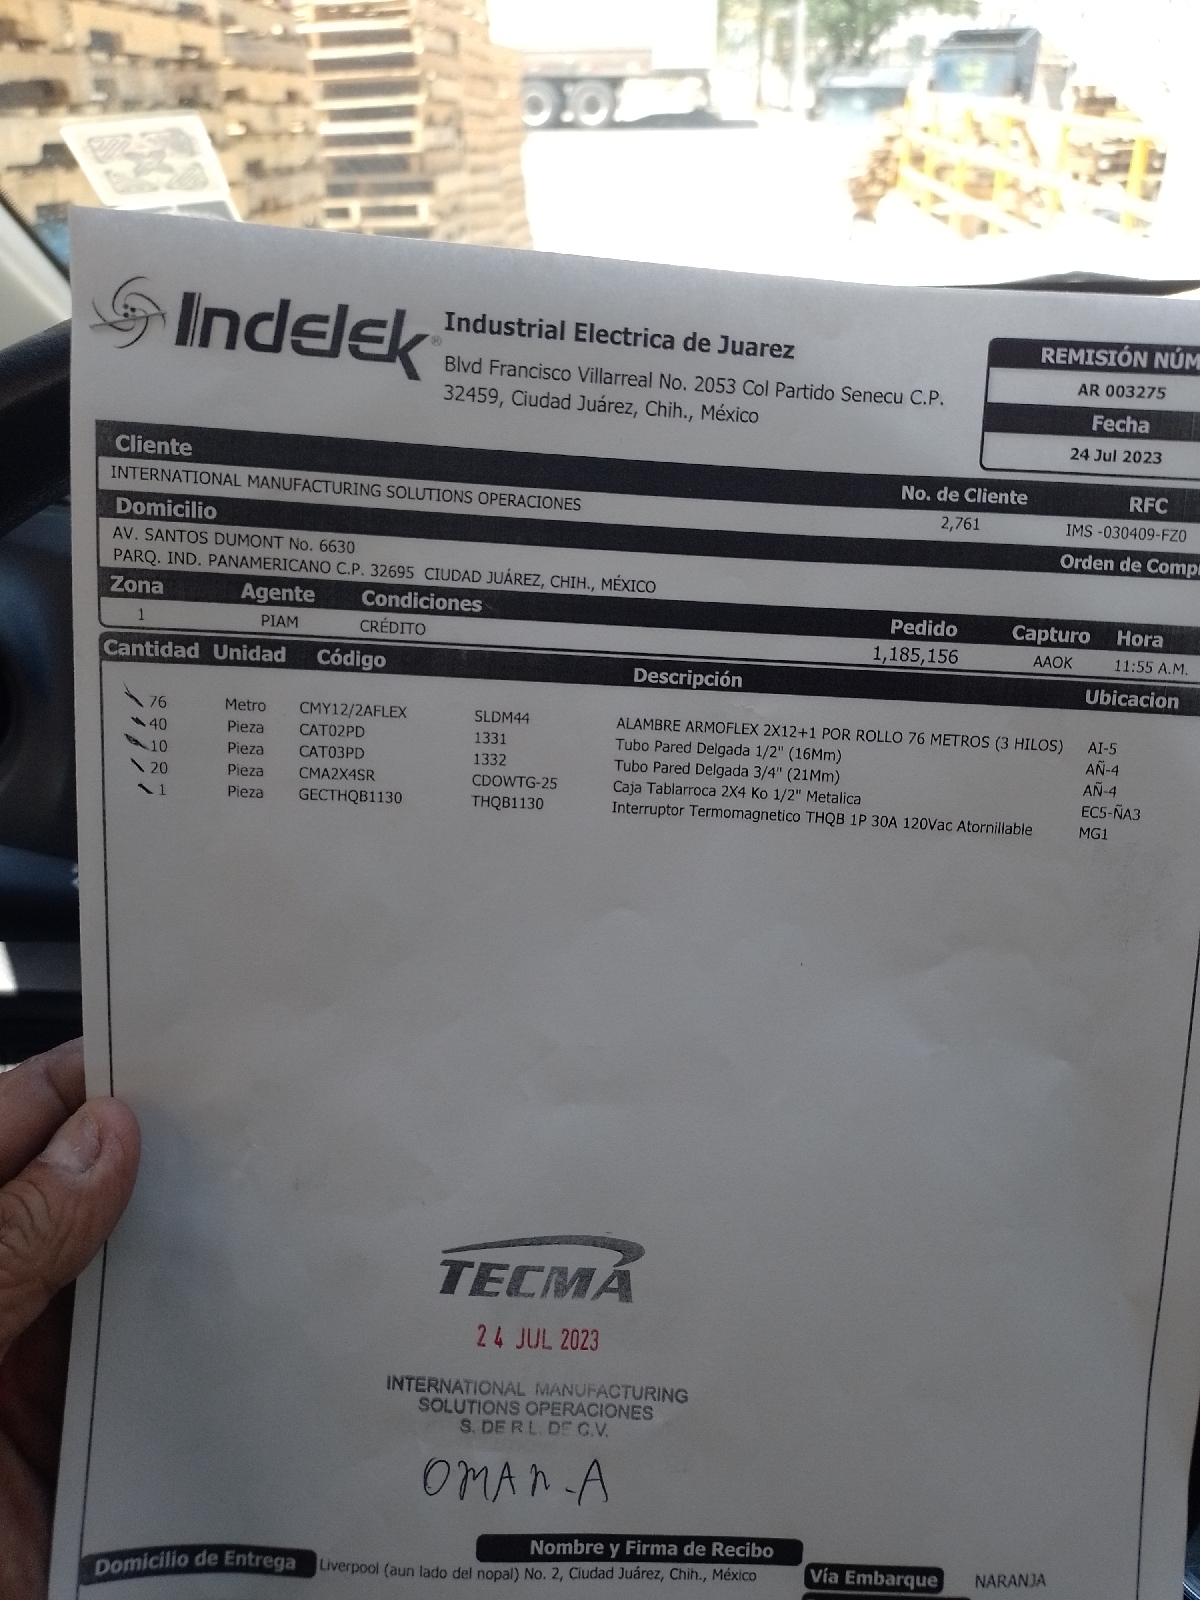 Indelek®
Industrial Electrica de Juarez
Blvd Francisco Villarreal No. 2053 Col Partido Senecu C.P.
32459, Ciudad Juárez, Chih., México
REMISIÓN NÚM
AR 003275
Fecha
24 Jul 2023
Cliente No. de Cliente RFC
INTERNATIONAL MANUFACTURING SOLUTIONS OPERACIONES 2,761 IMS -030409-FZ0
Domicilio Orden de Comp
AV. SANTOS DUMONT No. 6630
PARQ. IND. PANAMERICANO C.P. 32695 CIUDAD JUÁREZ, CHIH., MÉXICO
Zona Agente Condiciones Pedido Capturo Hora
1 PIAM CRÉDITO 1,185,156 AAOK 11:55 A.M.
Cantidad Unidad Código Descripción Ubicacion
76 Metro CMY12/2AFLEX SLDM44 ALAMBRE ARMOFLEX 2X12+1 POR ROLLO 76 METROS (3 HILOS) AI-5
40 Pieza CAT02PD 1331 Tubo Pared Delgada 1/2" (16Mm) AÑ-4
10 Pieza CAT03PD 1332 Tubo Pared Delgada 3/4" (21Mm) AÑ-4
20 Pieza CMA2X4SR CDOWTG-25 Caja Tablarroca 2X4 Ko 1/2" Metalica EC5-ÑA3
1 Pieza GECTHQB1130 THQB1130 Interruptor Termomagnetico THQB 1P 30A 120Vac Atornillable MG1
TECMA
24 JUL 2023
INTERNATIONAL MANUFACTURING
SOLUTIONS OPERACIONES
S. DE R L. DE C.V.
OMAR-A
Nombre y Firma de Recibo
Domicilio de Entrega Liverpool (aun lado del nopal) No. 2, Ciudad Juárez, Chih., México Vía Embarque NARANJA